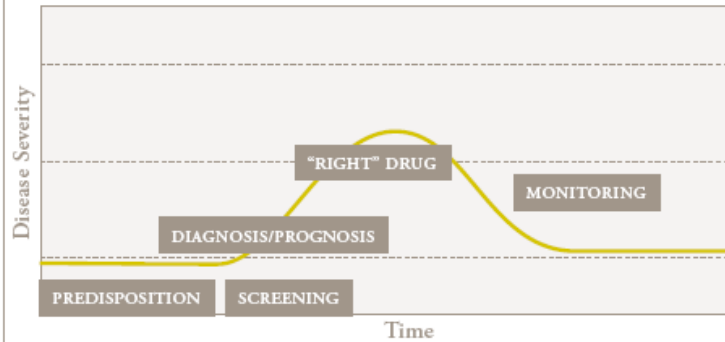 Disease Severity
"RIGHT" DRUG
MONITORING
DIAGNOSIS/PROGNOSIS
PREDISPOSITION
SCREENING
Time